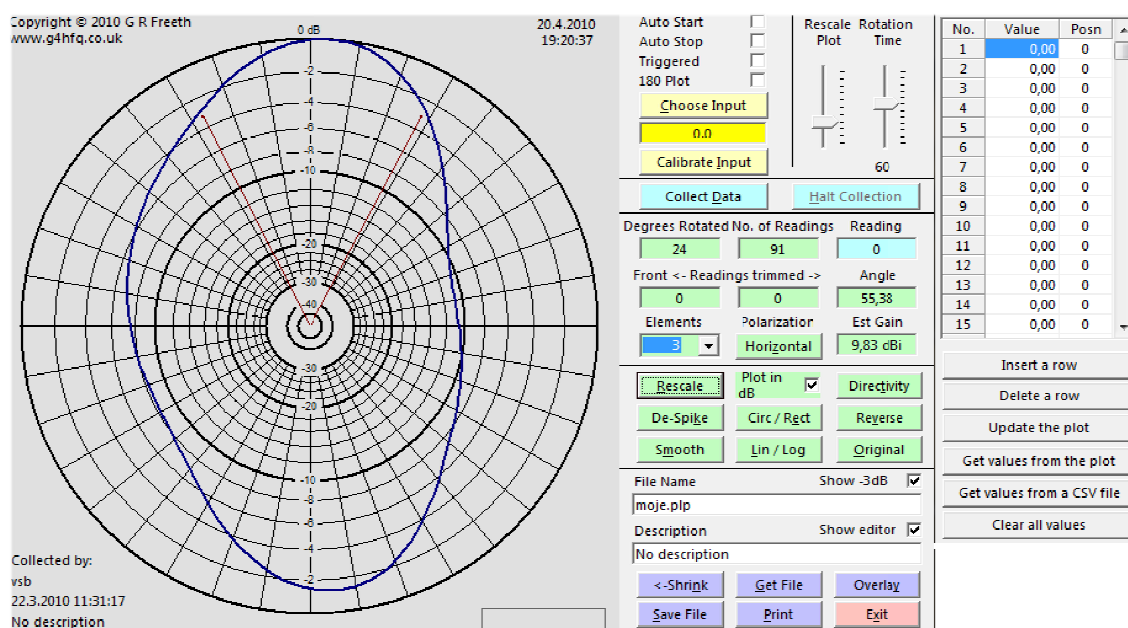 Copyright © 2010 G R Freeth
www.g4hfq.co.uk
20.4.2010
19:20:37
0 dB
-2
-4
-6
-8
-10
-20
-30
-40
-30
-20
-10
-8
-6
-4
-2
Collected by:
vsb
22.3.2010 11:31:17
No description
Auto Start
Auto Stop
Triggered
180 Plot
Choose Input
0.0
Calibrate Input
Rescale Rotation
Plot Time
60
Collect Data Halt Collection
Degrees Rotated No. of Readings Reading
24 91 0
Front <- Readings trimmed -> Angle
0 0 55,38
Elements Polarization Est Gain
3 Horizontal 9,83 dBi
Rescale Plot in dB Directivity
De-Spike Circ / Rect Reverse
Smooth Lin / Log Original
File Name Show -3dB
moje.plp
Description Show editor
No description
<-Shrink Get File Overlay
Save File Print Exit
No. Value Posn
1 0,00 0
2 0,00 0
3 0,00 0
4 0,00 0
5 0,00 0
6 0,00 0
7 0,00 0
8 0,00 0
9 0,00 0
10 0,00 0
11 0,00 0
12 0,00 0
13 0,00 0
14 0,00 0
15 0,00 0
Insert a row
Delete a row
Update the plot
Get values from the plot
Get values from a CSV file
Clear all values